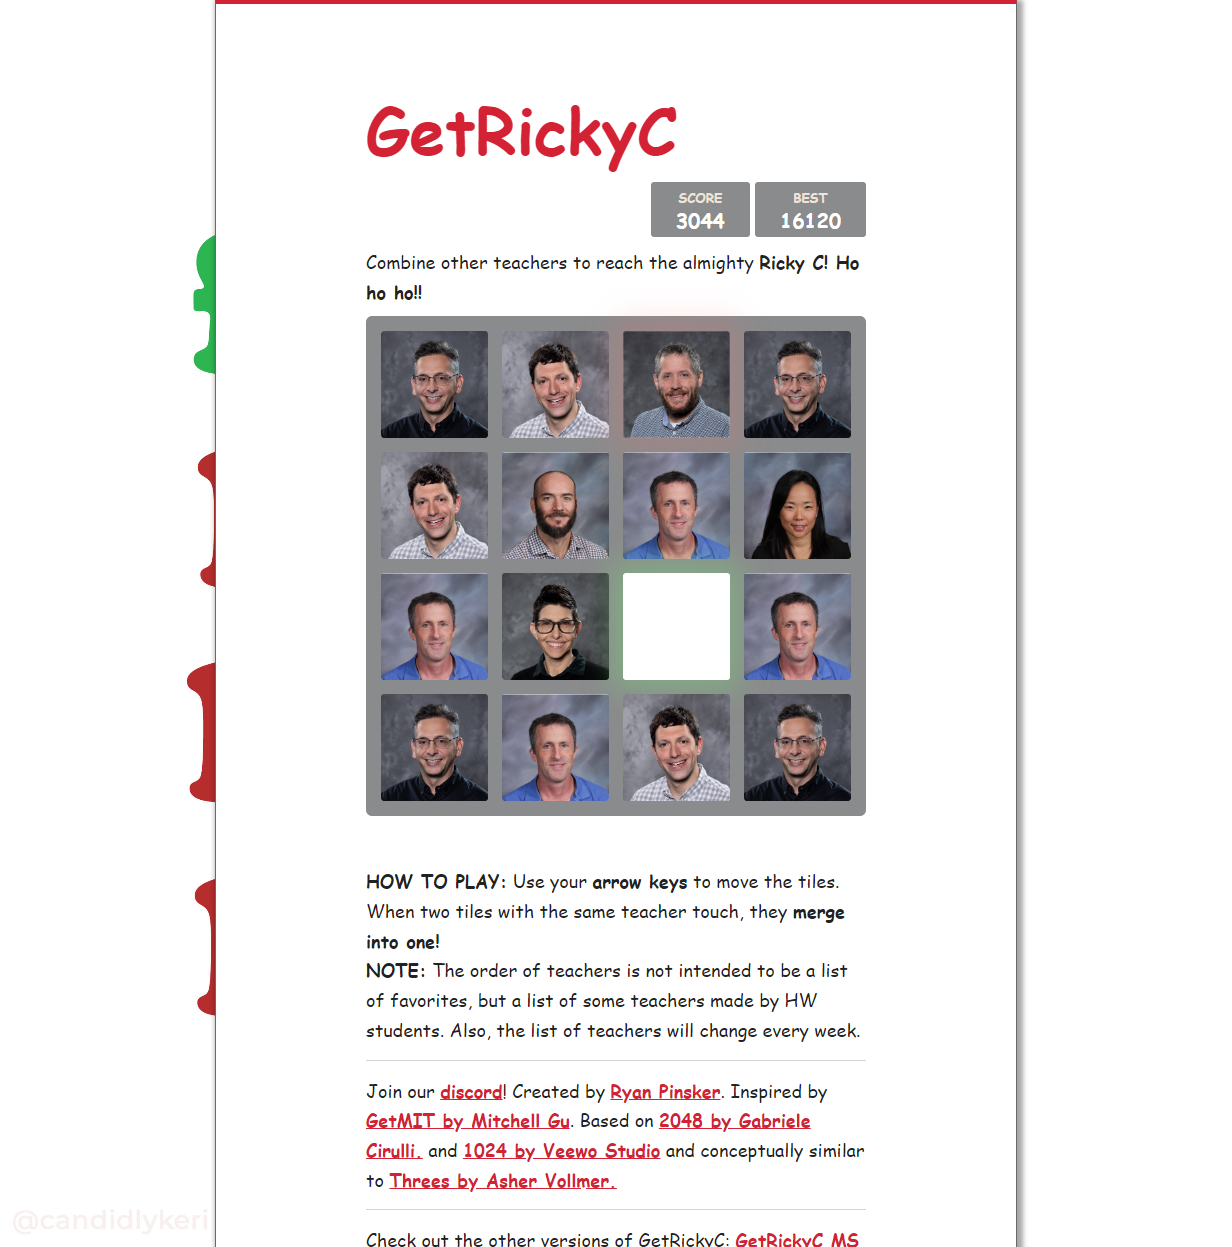 GetRickyC
SCORE
3044
BEST
16120
Combine other teachers to reach the almighty Ricky C! Ho
ho ho!!
HOW TO PLAY: Use your arrow keys to move the tiles.
When two tiles with the same teacher touch, they merge
into one!
NOTE: The order of teachers is not intended to be a list
of favorites, but a list of some teachers made by HW
students. Also, the list of teachers will change every week.
Join our discord! Created by Ryan Pinsker. Inspired by
GetMIT by Mitchell Gu. Based on 2048 by Gabriele
Cirulli. and 1024 by Veewo Studio and conceptually similar
to Threes by Asher Vollmer.
@candidlykeri
Check out the other versions of GetRickyC: GetRickyC MS